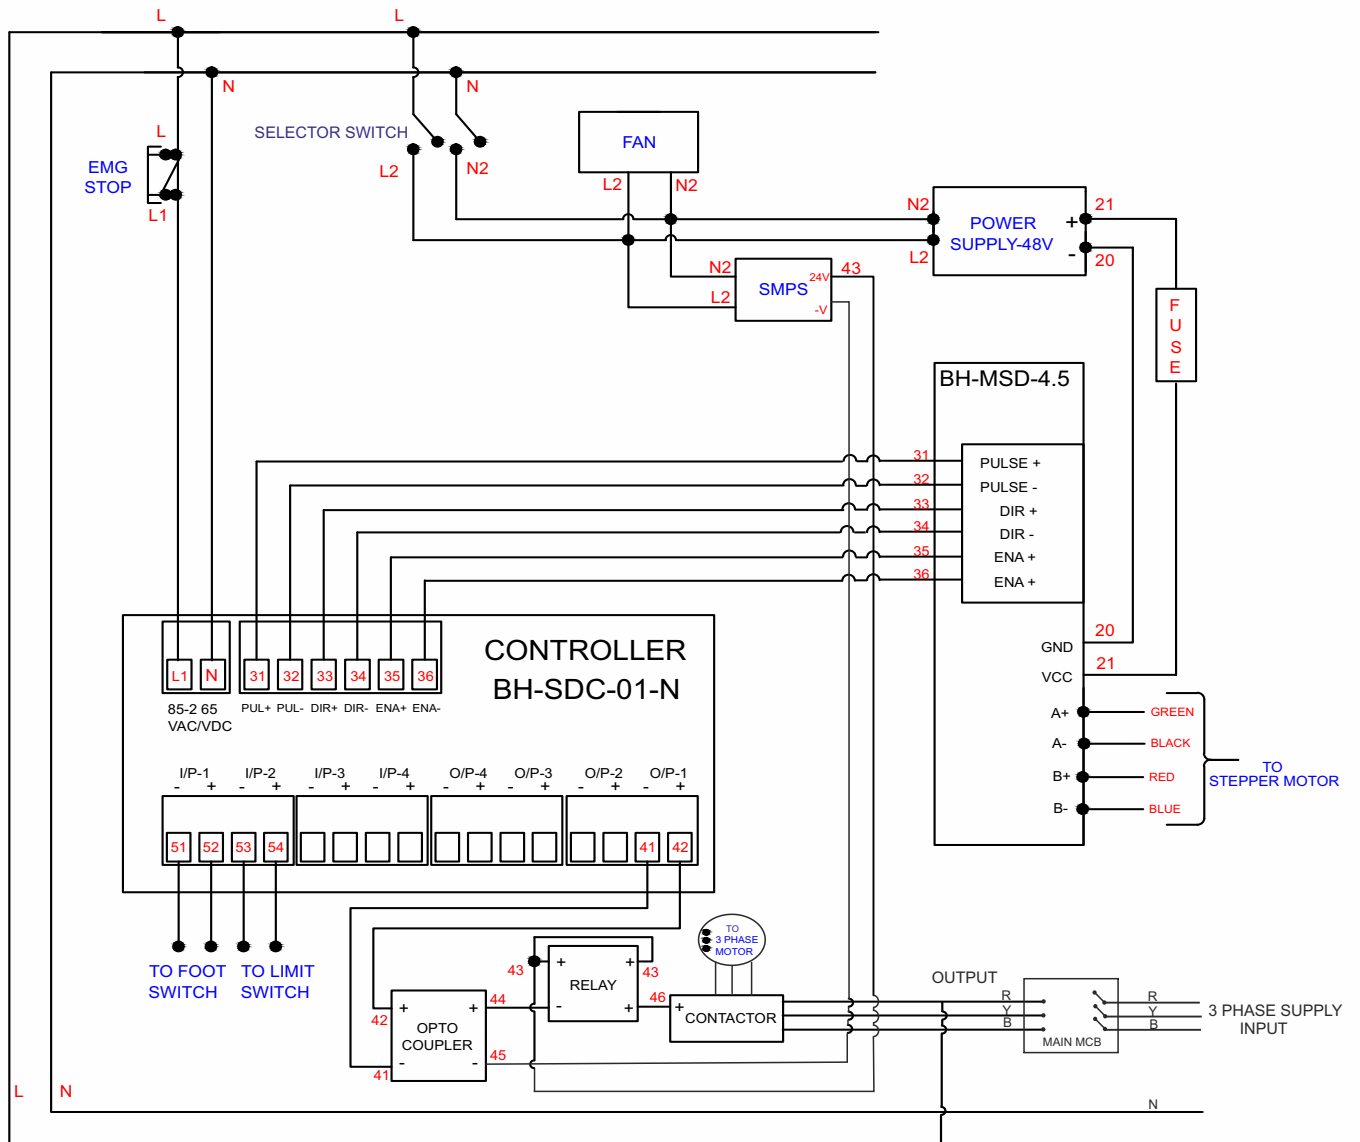 L
L
N
N
SELECTOR SWITCH
L
EMG
STOP
L1
L2
N2
FAN
L2
N2
N2
L2
POWER
SUPPLY-48V
+
-
21
20
N2
L2
SMPS
24V
-V
43
F
U
S
E
BH-MSD-4.5
31
32
33
34
35
36
PULSE +
PULSE -
DIR +
DIR -
ENA +
ENA +
GND
VCC
20
21
A+
A-
B+
B-
GREEN
BLACK
RED
BLUE
TO
STEPPER MOTOR
CONTROLLER
BH-SDC-01-N
L1 N
31 32 33 34 35 36
85-2 65
VAC/VDC
PUL+ PUL- DIR+ DIR- ENA+ ENA-
I/P-1 I/P-2 I/P-3 I/P-4 O/P-4 O/P-3 O/P-2 O/P-1
- + - + - + - + - + - + - + - +
51 52 53 54 41 42
TO FOOT
SWITCH
TO LIMIT
SWITCH
42
41
+ +
OPTO
COUPLER
- -
44
45
43
+ +
RELAY
- +
43
46
TO
3 PHASE
MOTOR
+
CONTACTOR
OUTPUT
R
Y
B
MAIN MCB
R
Y
B
3 PHASE SUPPLY
INPUT
L
N
N